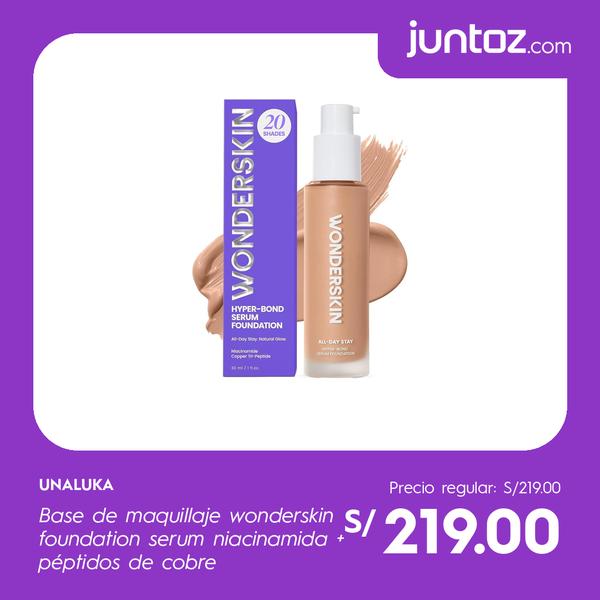 juntoz.com
WONDERSKIN
20
SHADES
HYPER-BOND
SERUM
FOUNDATION
All-Day Stay. Natural Glow
Niacinamide
Copper Tri-Peptide
30 ml / 1 fl oz
WONDERSKIN
ALL-DAY STAY
HYPER-BOND
SERUM FOUNDATION
UNALUKA
Base de maquillaje wonderskin
foundation serum niacinamida +
péptidos de cobre
Precio regular: S/219.00
S/ 219.00